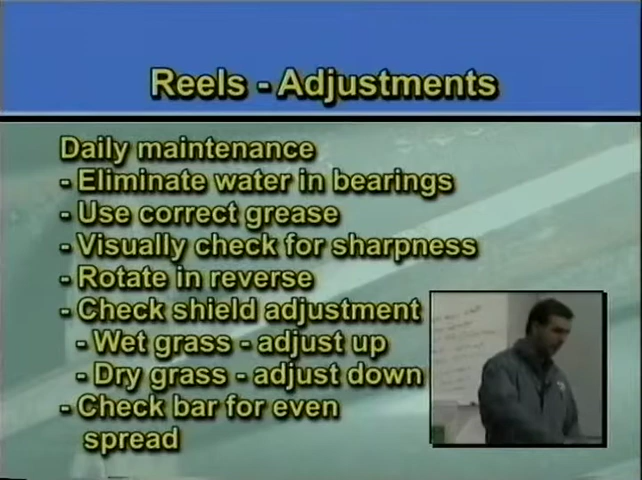 Reels - Adjustments
Daily maintenance
- Eliminate water in bearings
- Use correct grease
- Visually check for sharpness
- Rotate in reverse
- Check shield adjustment
- Wet grass - adjust up
- Dry grass - adjust down
- Check bar for even
spread